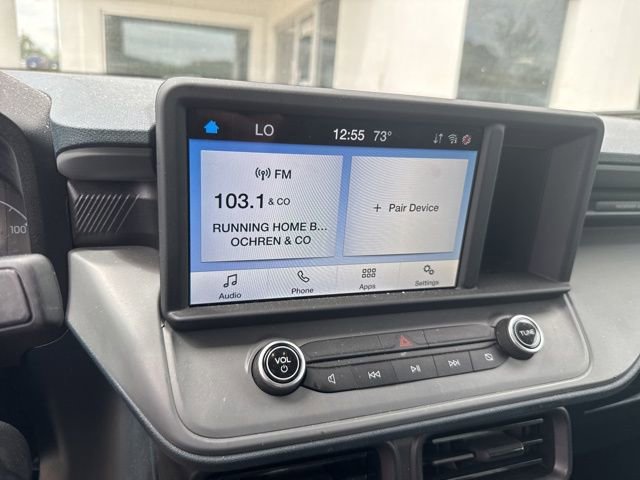 LO 12:55 73°
FM
103.1 & CO
RUNNING HOME B...
OCHREN & CO
+ Pair Device
Audio Phone Apps Settings
VOL
TUNE
100